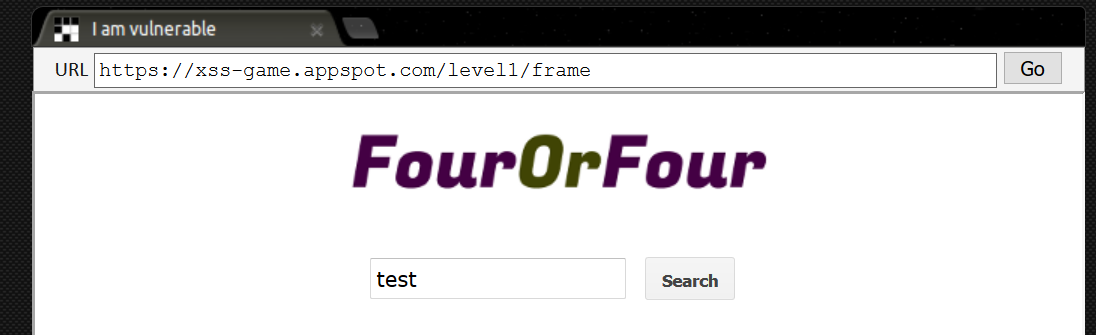 I am vulnerable
URL https://xss-game.appspot.com/level1/frame Go
FourOrFour
test Search